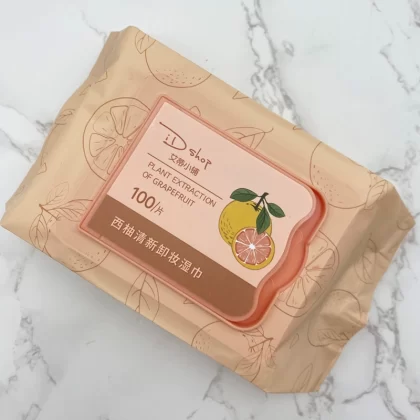 iD shop
艾蒂小铺
PLANT EXTRACTION
OF GRAPEFRUIT
100/片
西柚清新卸妆湿巾